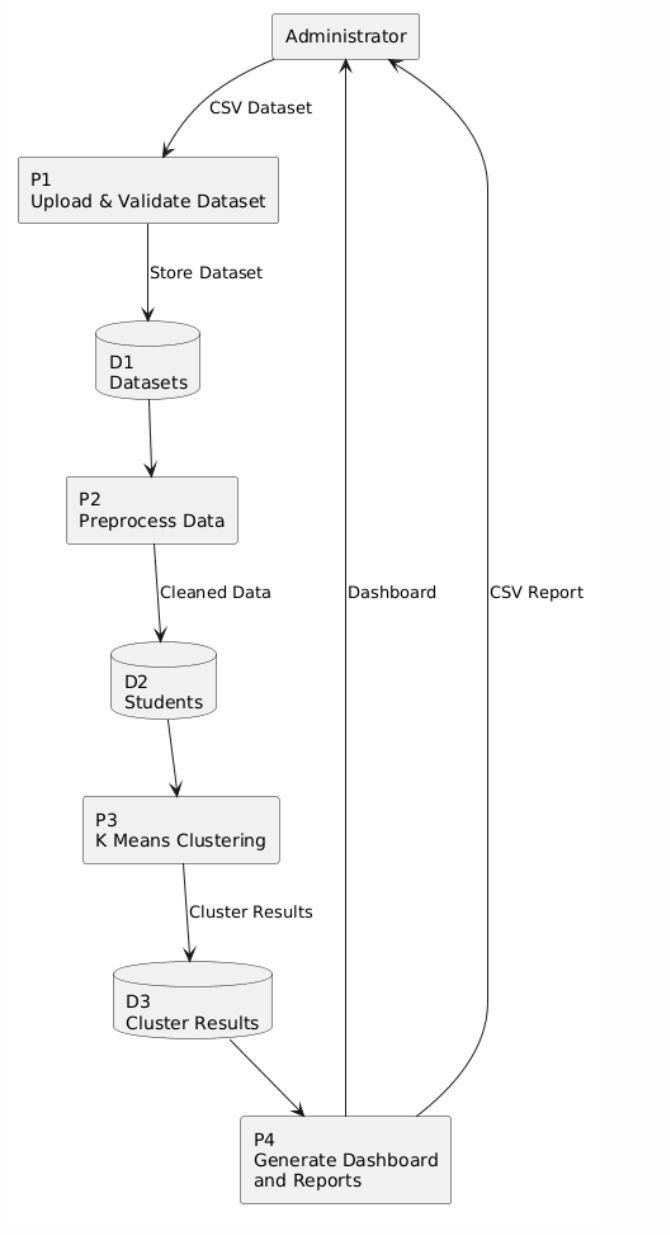 Administrator
CSV Dataset
P1
Upload & Validate Dataset
Store Dataset
D1
Datasets
P2
Preprocess Data
Cleaned Data
Dashboard
CSV Report
D2
Students
P3
K Means Clustering
Cluster Results
D3
Cluster Results
P4
Generate Dashboard
and Reports